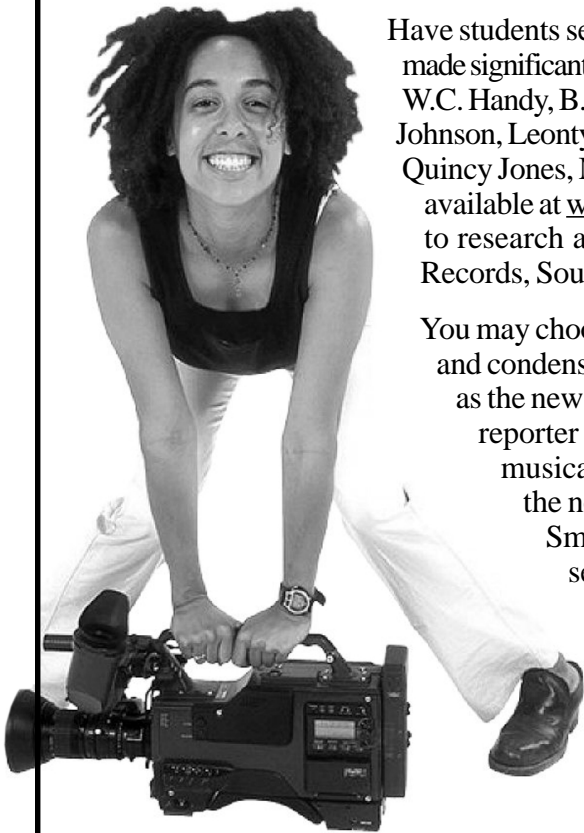 Have students se
made significant
W.C. Handy, B.
Johnson, Leonty
Quincy Jones, N
available at w
to research a
Records, Sou
You may choo
and condens
as the new
reporter
musica
the n
Sm
so